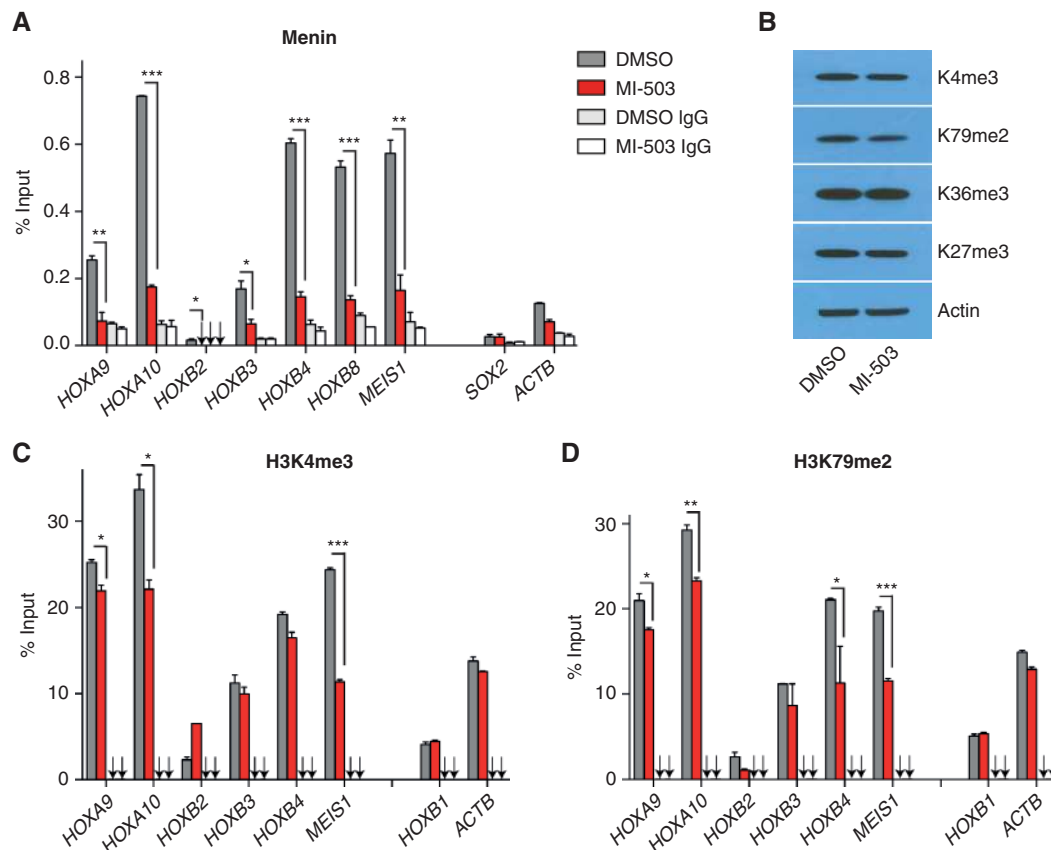 A
Menin
0.8
0.6
0.4
0.2
0.0
% Input
** *** * * *** *** **
HOXA9 HOXA10 HOXB2 HOXB3 HOXB4 HOXB8 MEIS1 SOX2 ACTB
DMSO
MI-503
DMSO IgG
MI-503 IgG
B
K4me3
K79me2
K36me3
K27me3
Actin
DMSO MI-503
C
H3K4me3
30
20
10
0
% Input
* * ***
HOXA9 HOXA10 HOXB2 HOXB3 HOXB4 MEIS1 HOXB1 ACTB
D
H3K79me2
30
20
10
0
% Input
* ** * ***
HOXA9 HOXA10 HOXB2 HOXB3 HOXB4 MEIS1 HOXB1 ACTB